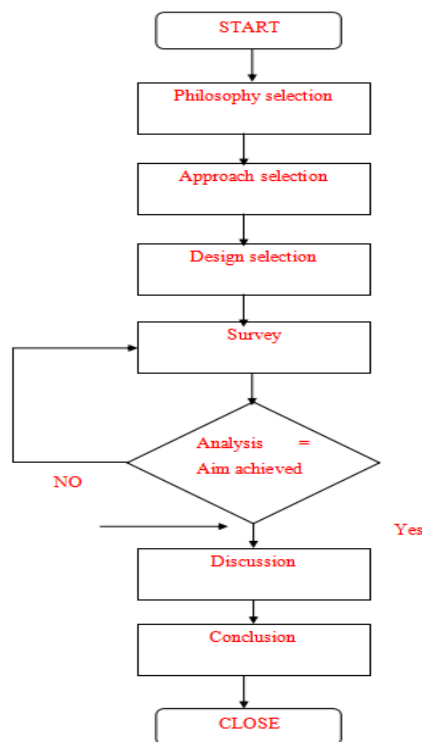 START
Philosophy selection
Approach selection
Design selection
Survey
Analysis =
Aim achieved
NO
Yes
Discussion
Conclusion
CLOSE